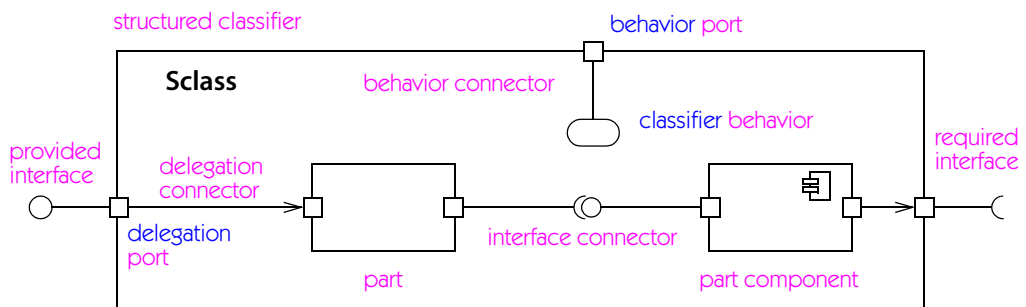 structured classifier
behavior port
Sclass
behavior connector
classifier behavior
provided
interface
delegation
connector
required
interface
delegation
port
interface connector
part
part component